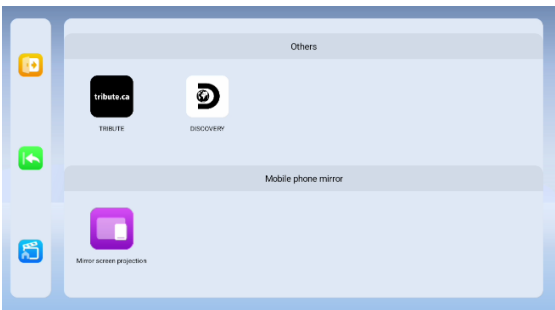 Others
tribute.ca
TRIBUTE
DISCOVERY
Mobile phone mirror
Mirror screen projection